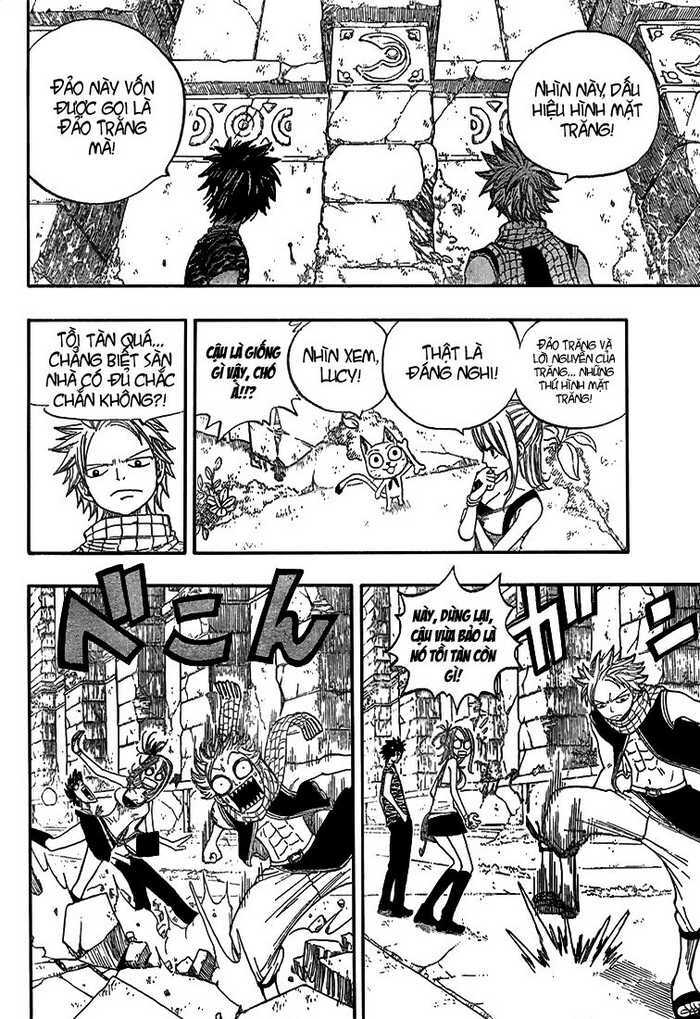 NHÌN NÀY, DẤU
HIỆU HÌNH MẶT
TRĂNG!
ĐẢO NÀY VỐN
ĐƯỢC GỌI LÀ
ĐẢO TRĂNG
MÀ!
ĐẢO TRĂNG VÀ
LỜI NGUYỀN CỦA
TRĂNG... NHỮNG
THỨ HÌNH MẶT
TRĂNG!
THẬT LÀ
ĐÁNG NGHI!
NHÌN XEM,
LUCY!
CẬU LÀ GIỐNG
GÌ VẬY, CHÓ
À!!?
TỒI TÀN QUÁ...
CHẲNG BIẾT SÀN
NHÀ CÓ ĐỦ CHẮC
CHẮN KHÔNG?!
NÀY, DỪNG LẠI,
CẬU VỪA BẢO LÀ
NÓ TỒI TÀN CÒN
GÌ!
ガンガン
べこん